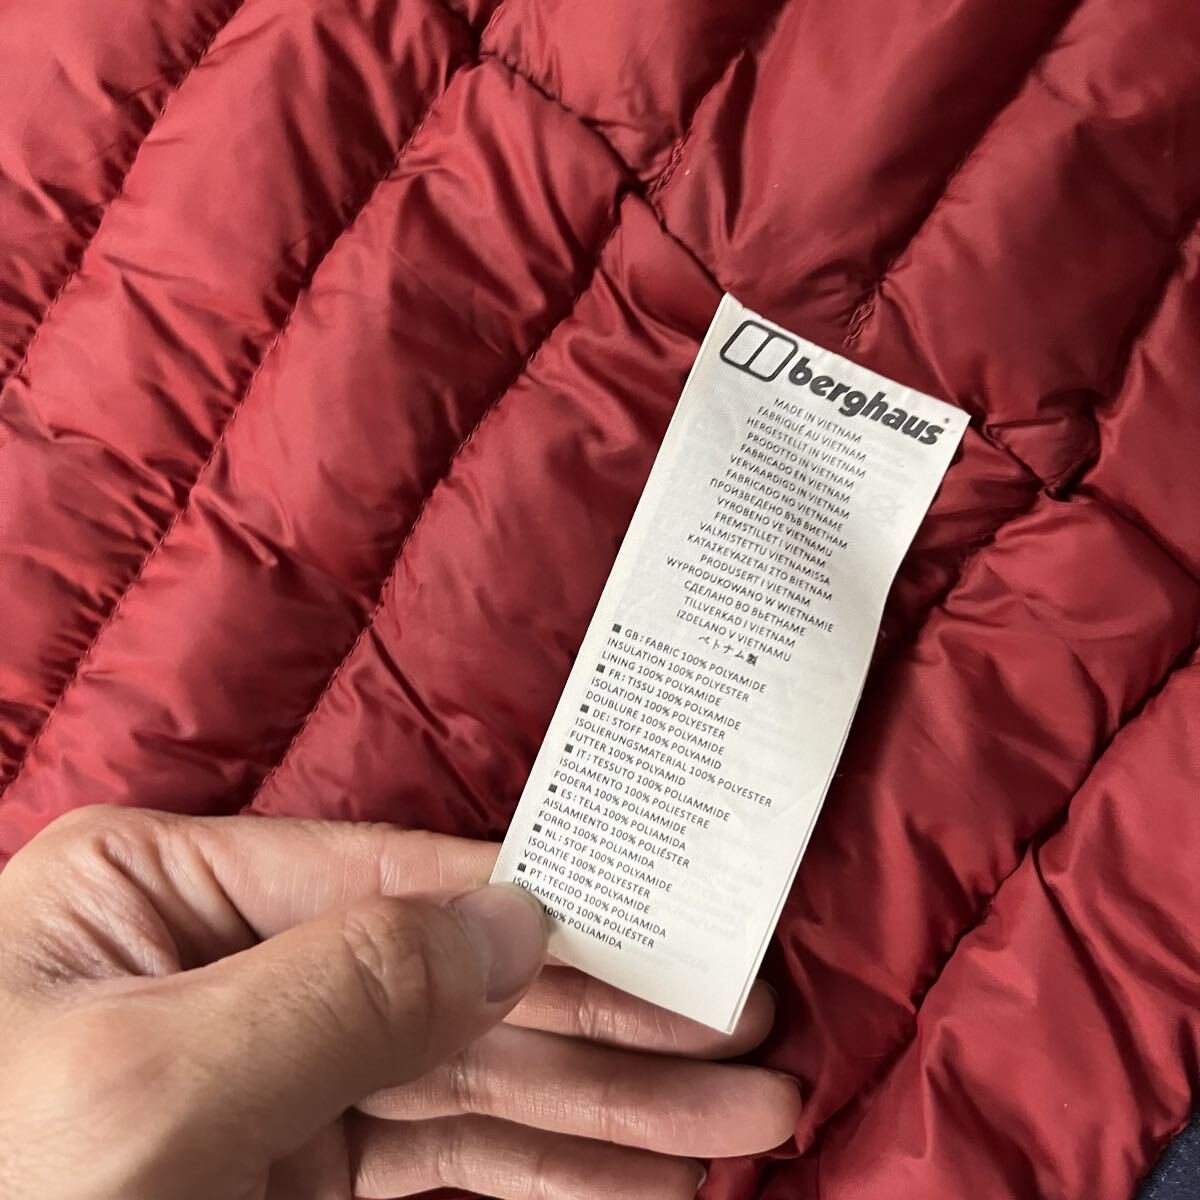 berghaus®
MADE IN VIETNAM
FABRIQUÉ AU VIETNAM
HERGESTELLT IN VIETNAM
PRODOTTO IN VIETNAM
FABRICADO EN VIETNAM
VERVAARDIGD IN VIETNAM
FABRICADO NO VIETNAME
ПРОИЗВЕДЕНО ВЪВ ВИЕТНАМ
VYROBENO VE VIETNAMU
FREMSTILLET I VIETNAM
VALMISTETTU VIETNAMISSA
ΚΑΤΑΣΚΕΥΑΖΕΤΑΙ ΣΤΟ ΒΙΕΤΝΑΜ
PRODUSERT I VIETNAM
WYPRODUKOWANO W WIETNAMIE
СДЕЛАНО ВО ВЬЕТНАМЕ
TILLVERKAD I VIETNAM
IZDELANO V VIETNAMU
ベトナム製
■ GB: FABRIC 100% POLYAMIDE
INSULATION 100% POLYESTER
LINING 100% POLYAMIDE
■ FR: TISSU 100% POLYAMIDE
ISOLATION 100% POLYESTER
DOUBLURE 100% POLYAMIDE
■ DE: STOFF 100% POLYAMID
ISOLIERUNGSMATERIAL 100% POLYESTER
FUTTER 100% POLYAMID
■ IT: TESSUTO 100% POLIAMMIDE
ISOLAMENTO 100% POLIESTERE
FODERA 100% POLIAMMIDE
■ ES: TELA 100% POLIAMIDA
AISLAMIENTO 100% POLIÉSTER
FORRO 100% POLIAMIDA
■ NL: STOF 100% POLYAMIDE
ISOLATIE 100% POLYESTER
VOERING 100% POLYAMIDE
■ PT: TECIDO 100% POLIAMIDA
ISOLAMENTO 100% POLIÉSTER
100% POLIAMIDA